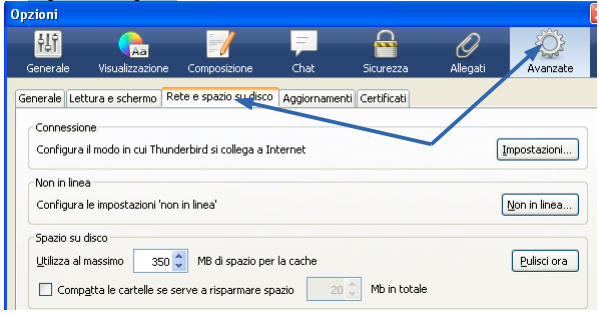 Opzioni
Generale Visualizzazione Composizione Chat Sicurezza Allegati Avanzate
Generale Lettura e schermo Rete e spazio su disco Aggiornamenti Certificati
Connessione
Configura il modo in cui Thunderbird si collega a Internet Impostazioni...
Non in linea
Configura le impostazioni 'non in linea' Non in linea...
Spazio su disco
Utilizza al massimo 350 MB di spazio per la cache Pulisci ora
Compatta le cartelle se serve a risparmare spazio 20 Mb in totale